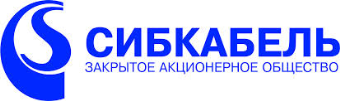 СИБКАБЕЛЬ
ЗАКРЫТОЕ АКЦИОНЕРНОЕ ОБЩЕСТВО